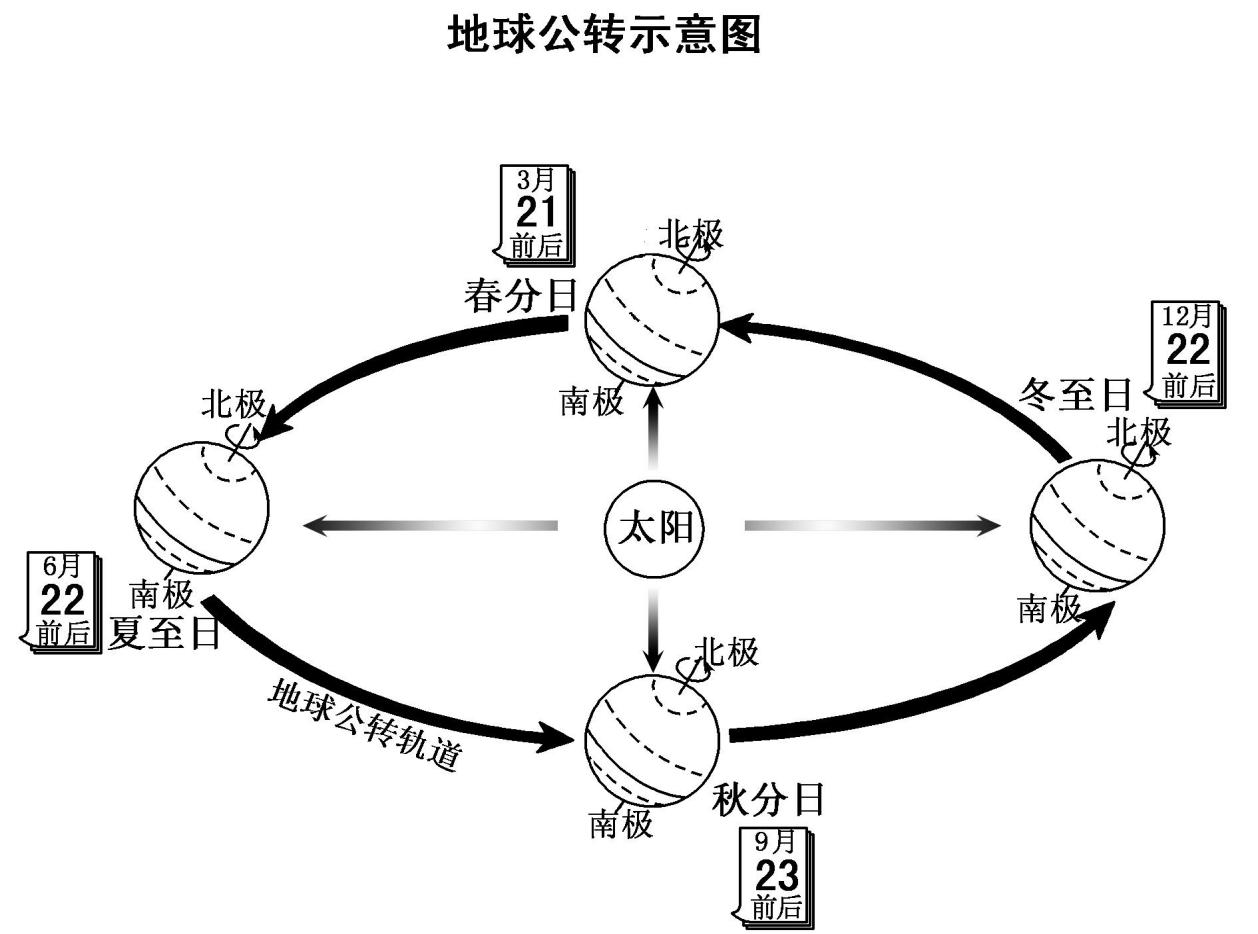 地球公转示意图
3月
21
前后
春分日
北极
南极
12月
22
前后
冬至日
北极
南极
北极
南极
6月
22
前后
夏至日
太阳
地球公转轨道
北极
南极
秋分日
9月
23
前后